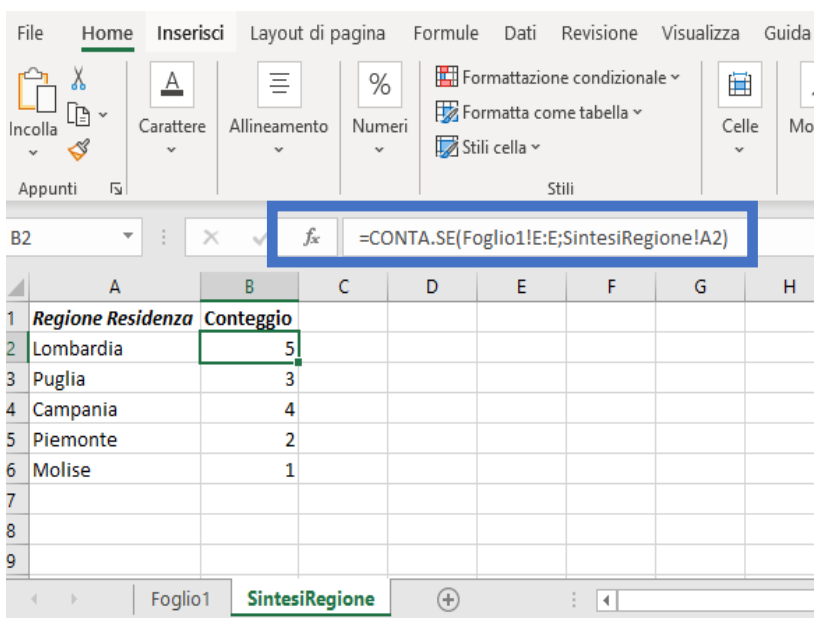 File Home Inserisci Layout di pagina Formule Dati Revisione Visualizza Guida
Incolla
Appunti
Carattere
Allineamento
%
Numeri
Formattazione condizionale
Formatta come tabella
Stili cella
Stili
Celle
Mo
B2 fx =CONTA.SE(Foglio1!E:E;SintesiRegione!A2)
A B C D E F G H
1 Regione Residenza Conteggio
2 Lombardia 5
3 Puglia 3
4 Campania 4
5 Piemonte 2
6 Molise 1
7
8
9
Foglio1 SintesiRegione